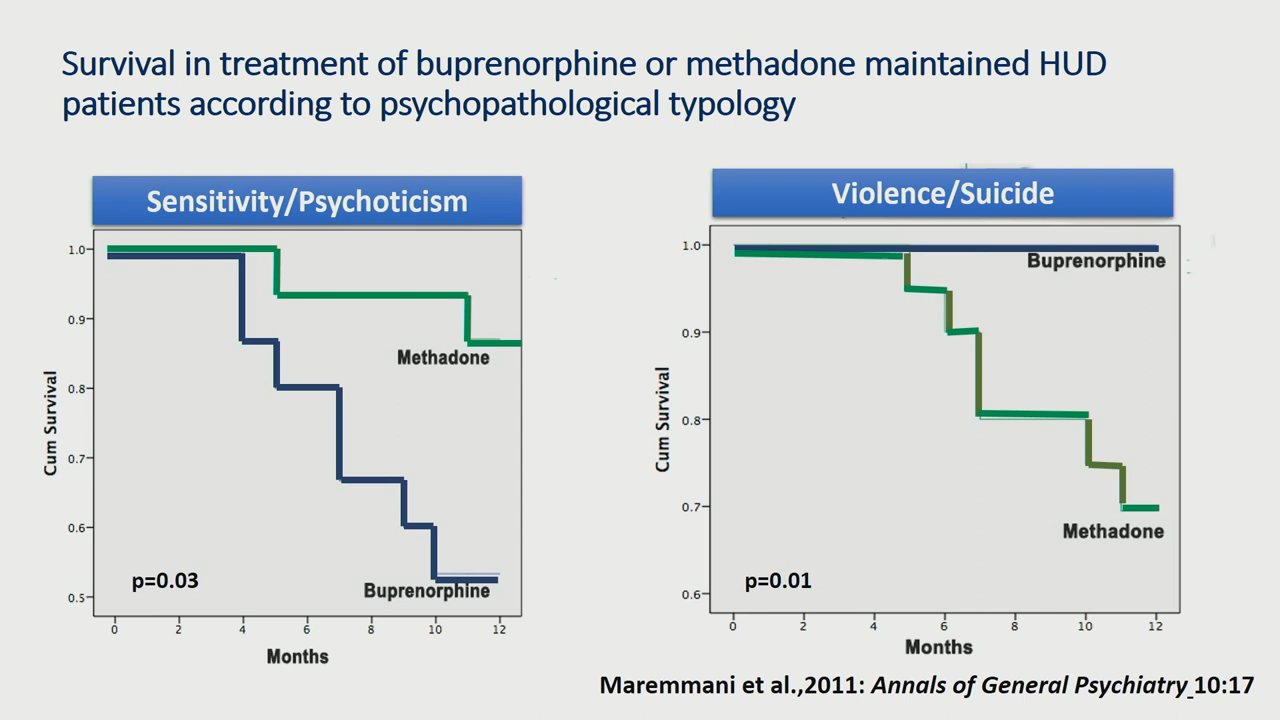 Survival in treatment of buprenorphine or methadone maintained HUD
patients according to psychopathological typology
Sensitivity/Psychoticism
1.0
0.9
0.8
0.7
0.6
0.5
Cum Survival
Methadone
Buprenorphine
p=0.03
0 2 4 6 8 10 12
Months
Violence/Suicide
1.0
0.9
0.8
0.7
0.6
Cum Survival
Buprenorphine
Methadone
p=0.01
0 2 4 6 8 10 12
Months
Maremmani et al.,2011: Annals of General Psychiatry 10:17